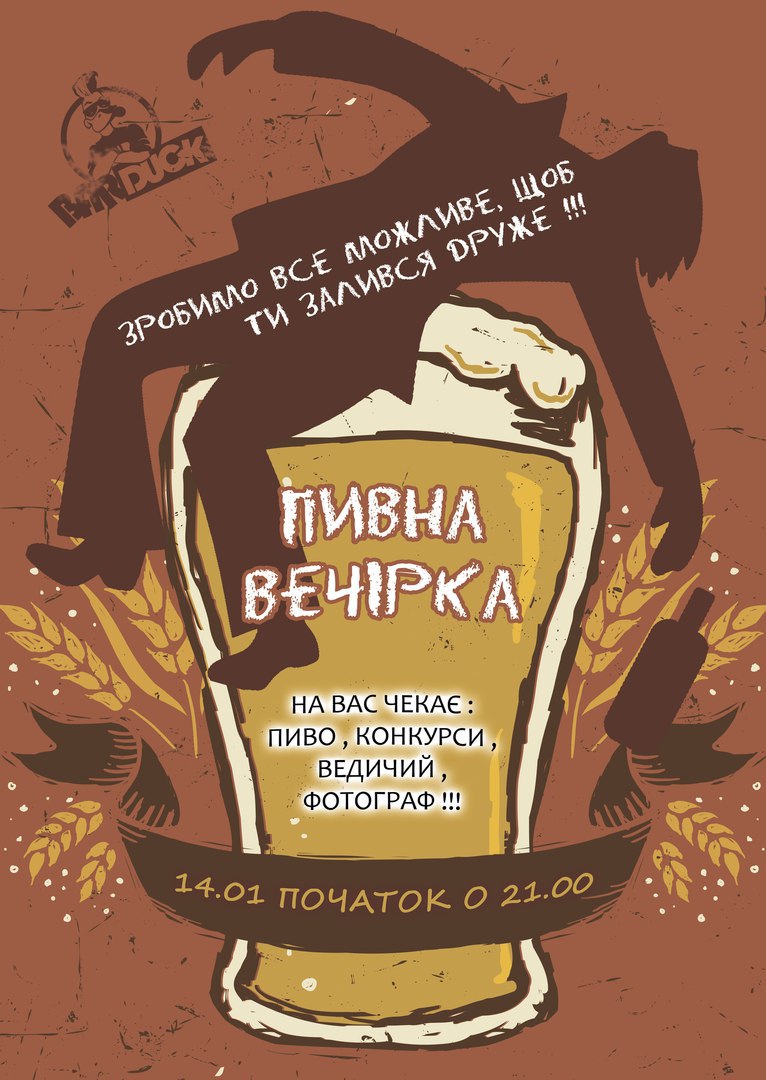 DUCK
ЗРОБИМО ВСЕ МОЖЛИВЕ, ЩОБ
ТИ ЗАЛИВСЯ ДРУЖЕ !!!
ПИВНА
ВЕЧІРКА
НА ВАС ЧЕКАЄ :
ПИВО , КОНКУРСИ ,
ВЕДИЧИЙ ,
ФОТОГРАФ !!!
14.01 ПОЧАТОК О 21.00